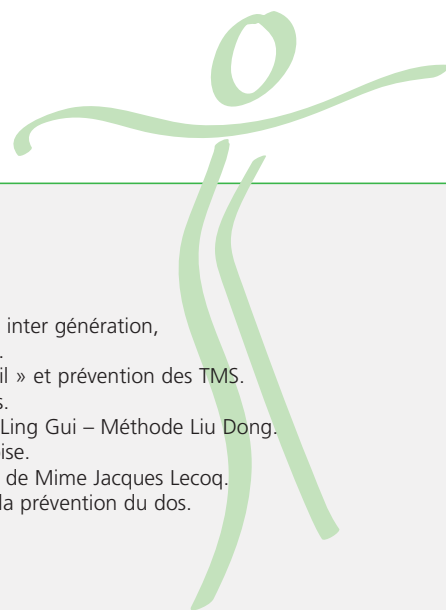 inter génération,
.
il » et prévention des TMS.
s.
Ling Gui – Méthode Liu Dong.
ise.
de Mime Jacques Lecoq.
la prévention du dos.